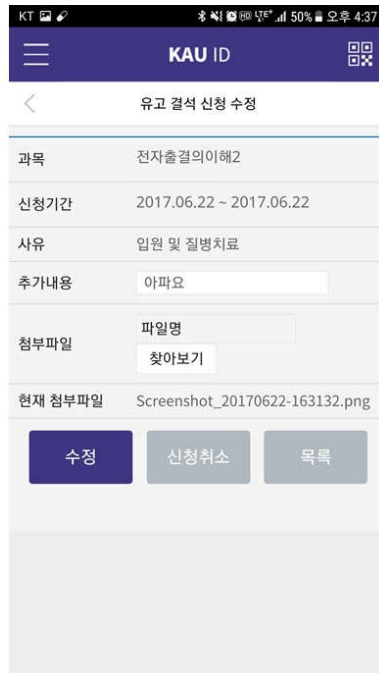 KT HD LTE+ 50% 오후 4:37
KAU ID
유고 결석 신청 수정
과목 전자출결의이해2
신청기간 2017.06.22 ~ 2017.06.22
사유 입원 및 질병치료
추가내용 아파요
첨부파일 파일명
찾아보기
현재 첨부파일 Screenshot_20170622-163132.png
수정 신청취소 목록